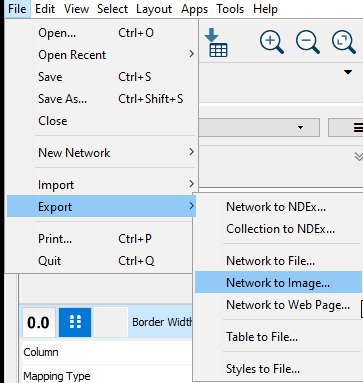 File Edit View Select Layout Apps Tools Help
Open... Ctrl+O
Open Recent
Save Ctrl+S
Save As... Ctrl+Shift+S
Close
New Network
Import
Export
Network to NDEx...
Collection to NDEx...
Print... Ctrl+P
Quit Ctrl+Q
Network to File...
Network to Image...
Network to Web Page...
0.0 Border Width
Table to File...
Column
Styles to File...
Mapping Type